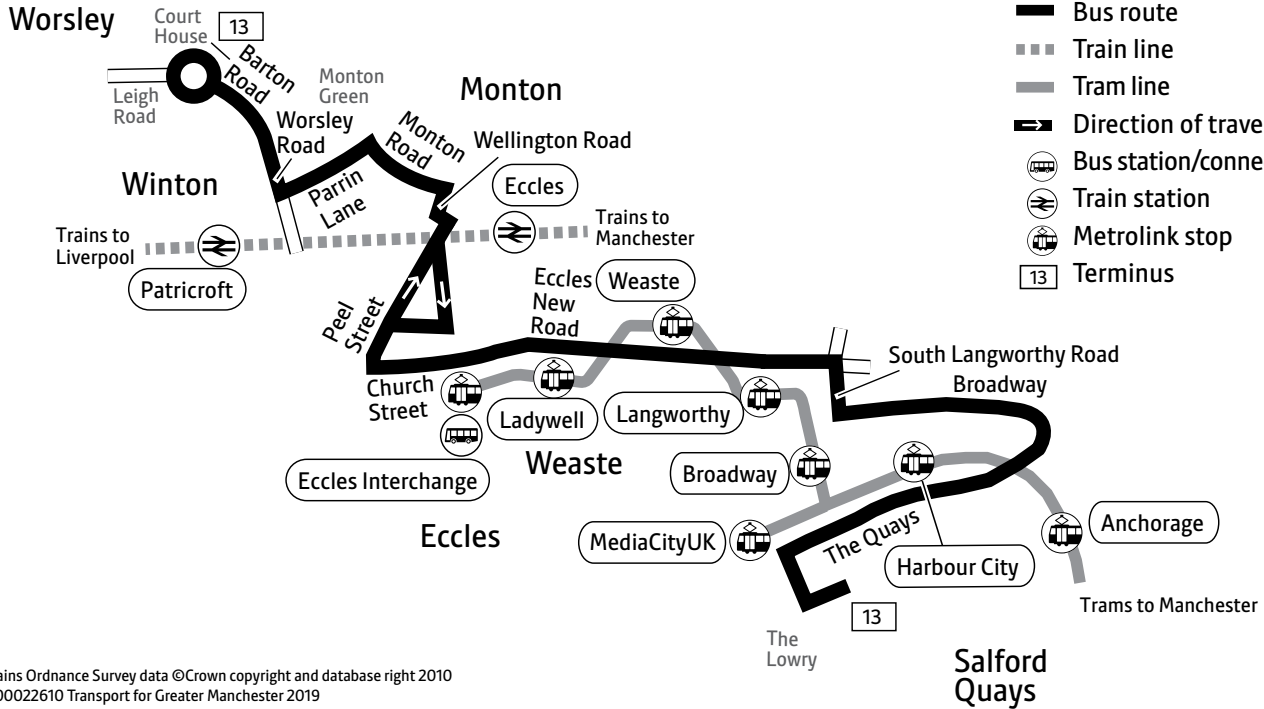 Worsley
Court
House
13
Barton
Road
Leigh
Road
Monton
Green
Monton
Worsley
Road
Monton
Road
Wellington Road
Winton
Parrin
Lane
Eccles
Trains to
Liverpool
Trains to
Manchester
Patricroft
Peel
Street
Eccles
New
Road
Weaste
South Langworthy Road
Broadway
Church
Street
Ladywell
Langworthy
Weaste
Broadway
Eccles Interchange
Eccles
MediaCityUK
The Quays
Harbour City
Anchorage
Trams to Manchester
13
The
Lowry
Salford
Quays
Bus route
Train line
Tram line
Direction of trave
Bus station/conne
Train station
Metrolink stop
13 Terminus
ains Ordnance Survey data ©Crown copyright and database right 2010
00022610 Transport for Greater Manchester 2019